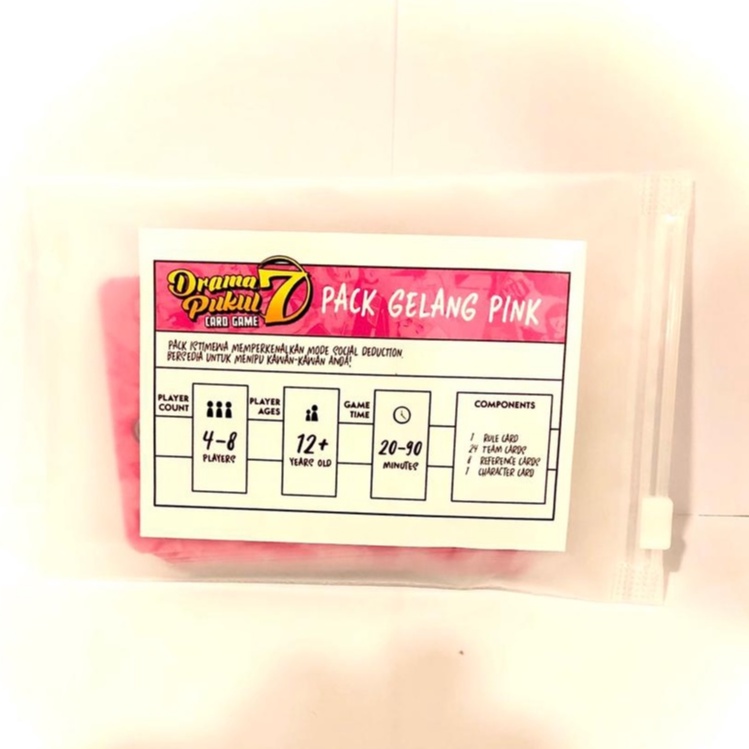 Drama
Pukul 7
CARD GAME
PACK GELANG PINK
PACK ISTIMEWA MEMPERKENALKAN MODE SOCIAL DEDUCTION.
BERSEDIA UNTUK MENIPU KAWAN-KAWAN ANDA!
PLAYER
COUNT
4-8
PLAYERS
PLAYER
AGES
12+
YEARS OLD
GAME
TIME
20-90
MINUTES
COMPONENTS
1 RULE CARD
24 TEAM CARDS
8 REFERENCE CARDS
1 CHARACTER CARD